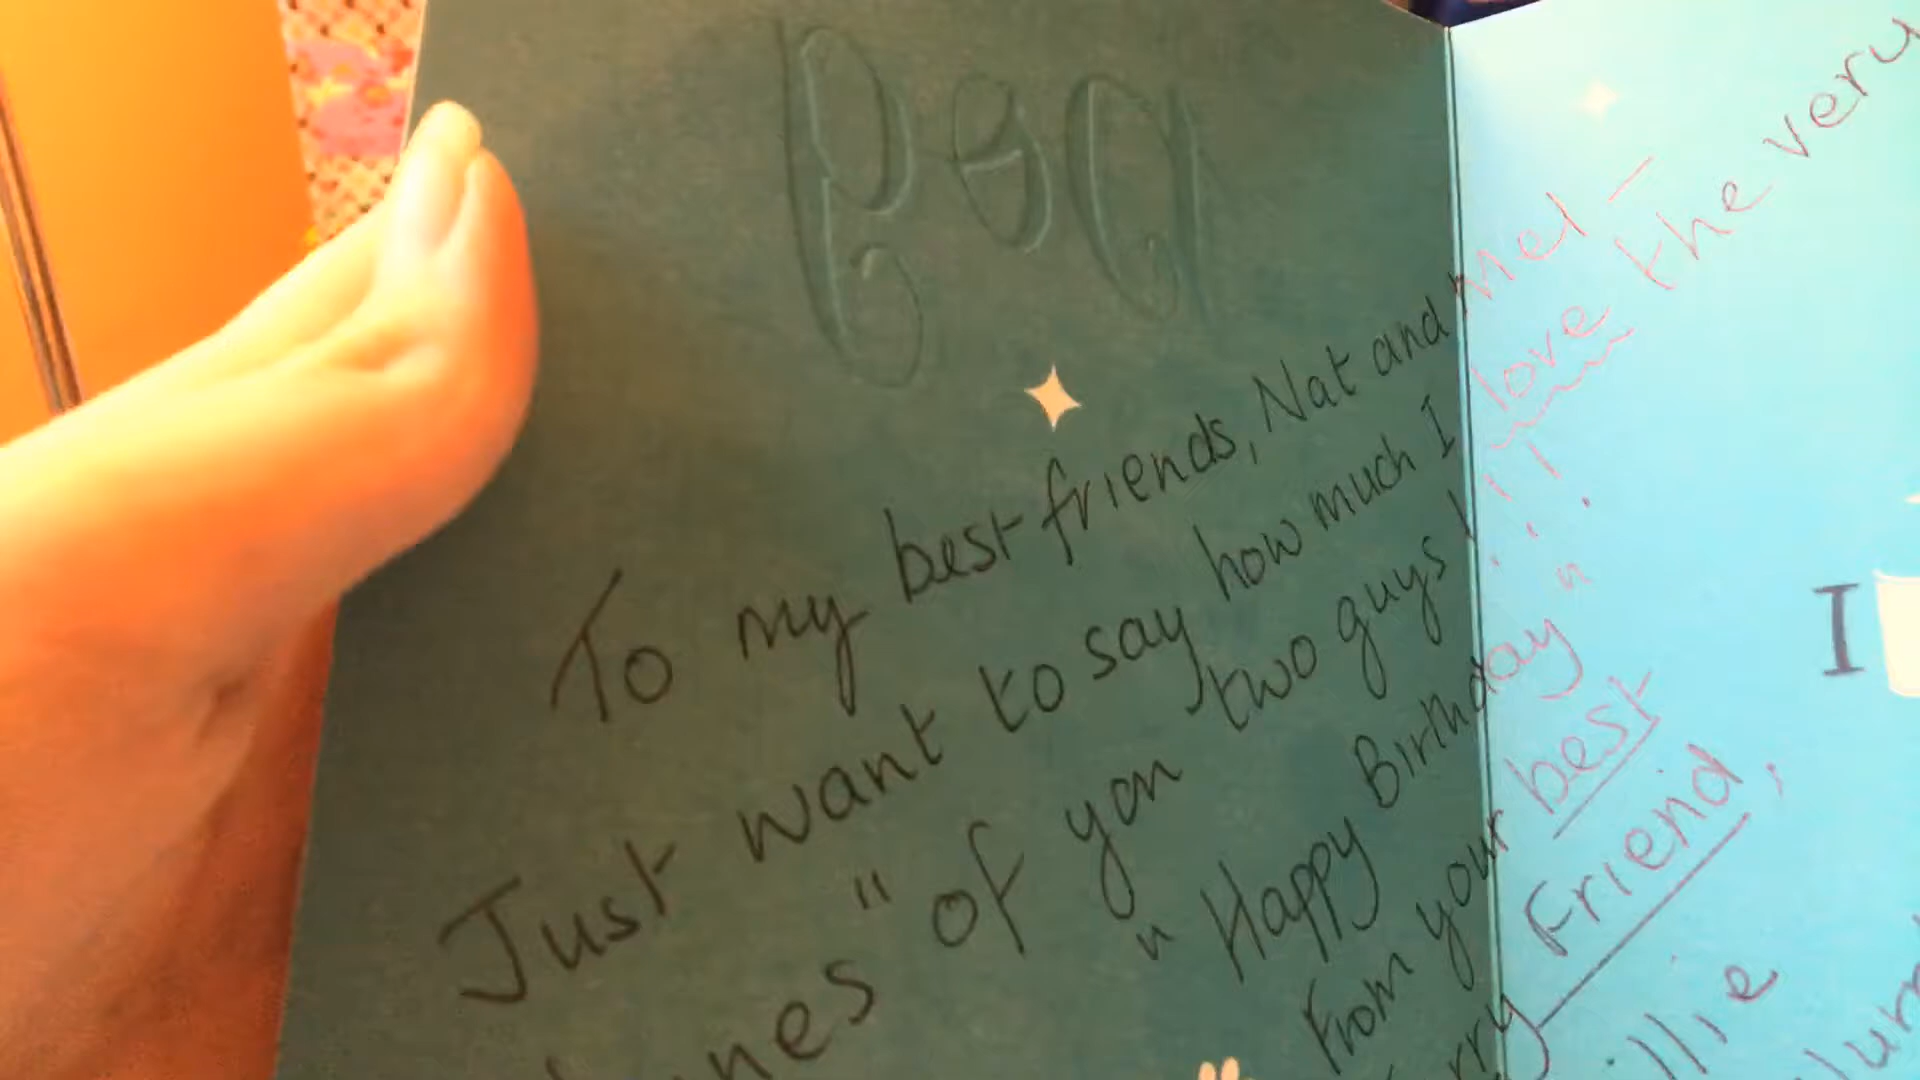 To my best friends, Nat and Mel -
Just want to say how much I love the very
" of you two guys !!!!
" Happy Birthday "
From your best
Friend,
I